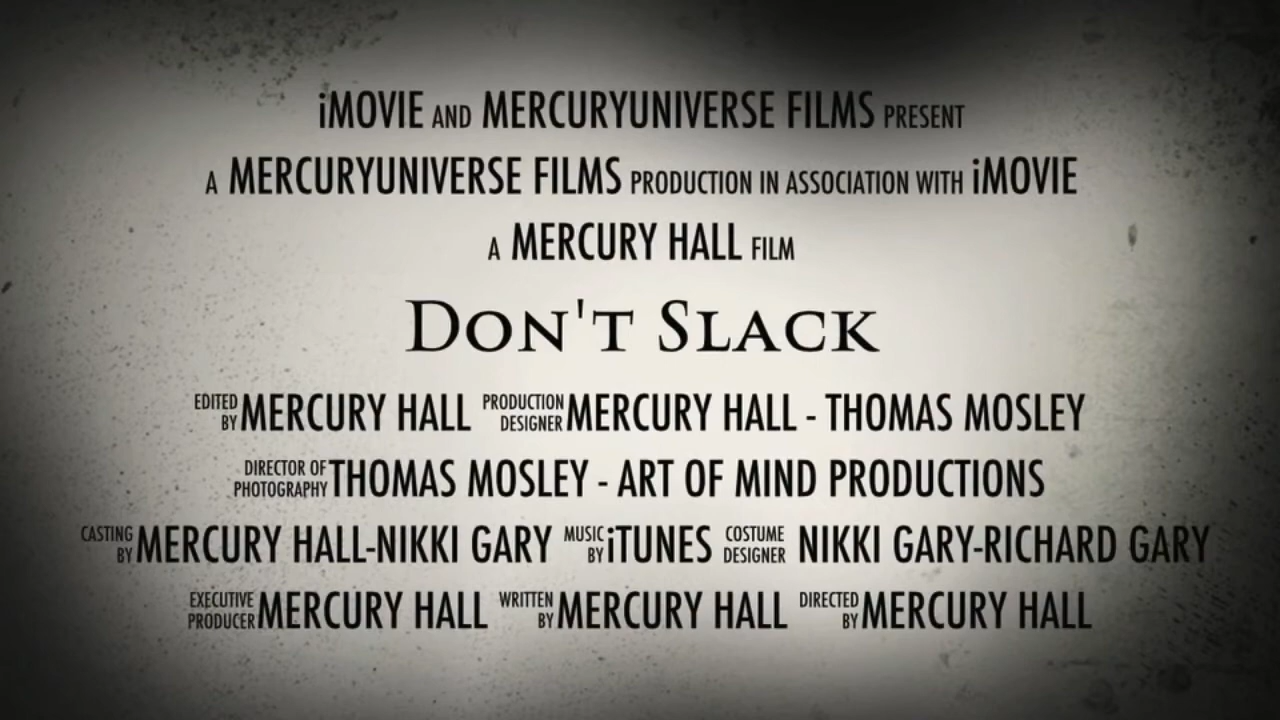 iMOVIE AND MERCURYUNIVERSE FILMS PRESENT
A MERCURYUNIVERSE FILMS PRODUCTION IN ASSOCIATION WITH iMOVIE
A MERCURY HALL FILM
DON'T SLACK
EDITED BY MERCURY HALL PRODUCTION DESIGNER MERCURY HALL - THOMAS MOSLEY
DIRECTOR OF PHOTOGRAPHY THOMAS MOSLEY - ART OF MIND PRODUCTIONS
CASTING BY MERCURY HALL-NIKKI GARY MUSIC BY iTUNES COSTUME DESIGNER NIKKI GARY-RICHARD GARY
EXECUTIVE PRODUCER MERCURY HALL WRITTEN BY MERCURY HALL DIRECTED BY MERCURY HALL